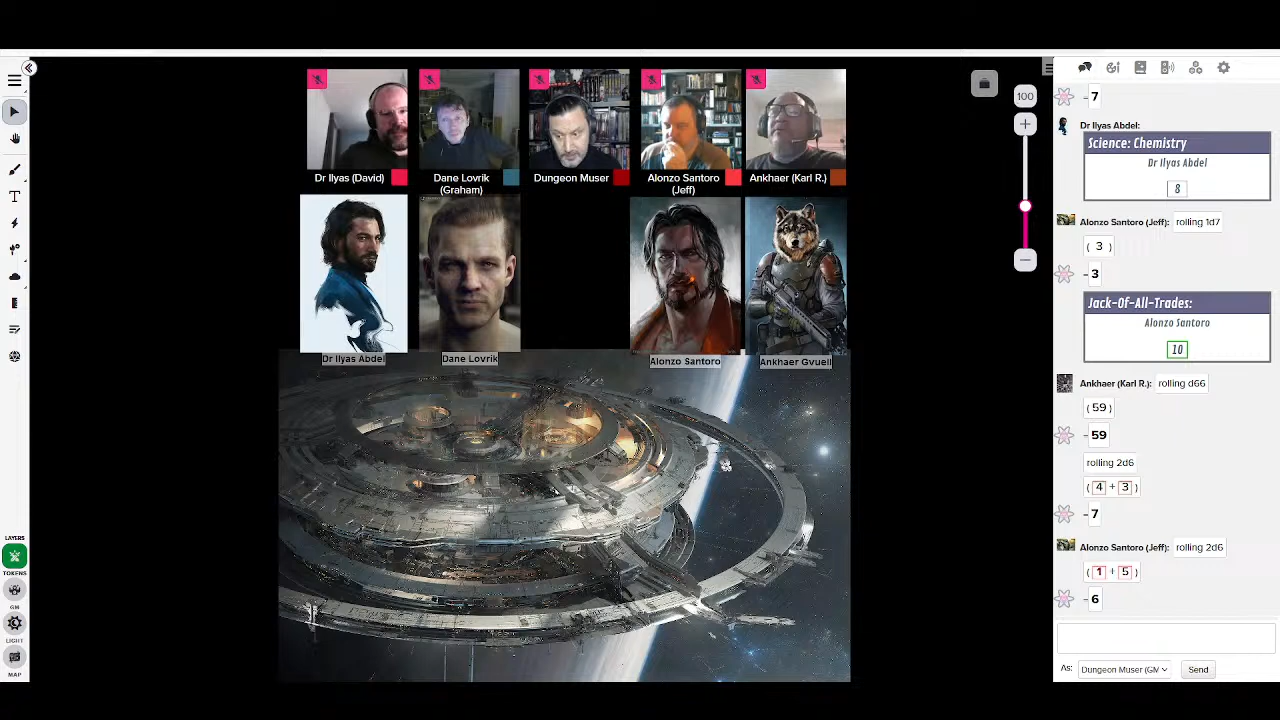 100
Dr Ilyas (David)
Dane Lovrik
(Graham)
Dungeon Muser
Alonzo Santoro
(Jeff)
Ankhaer (Karl R.)
Dr Ilyas Abdel
Dane Lovrik
Alonzo Santoro
Ankhaer Gvuell
LAYERS
TOKENS
GM
LIGHT
MAP
- 7
Dr Ilyas Abdel:
Science: Chemistry
Dr Ilyas Abdel
8
Alonzo Santoro (Jeff): rolling 1d7
( 3 )
- 3
Jack-Of-All-Trades:
Alonzo Santoro
10
Ankhaer (Karl R.): rolling d66
( 59 )
- 59
rolling 2d6
( 4 + 3 )
- 7
Alonzo Santoro (Jeff): rolling 2d6
( 1 + 5 )
- 6
As: Dungeon Muser (GM Send